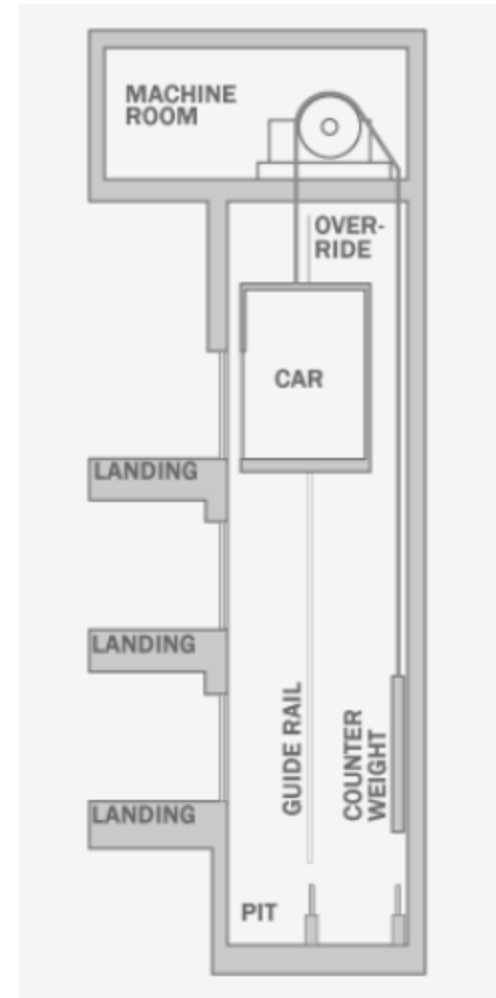 MACHINE
ROOM
OVER-
RIDE
CAR
LANDING
LANDING
GUIDE RAIL
COUNTER
WEIGHT
LANDING
PIT